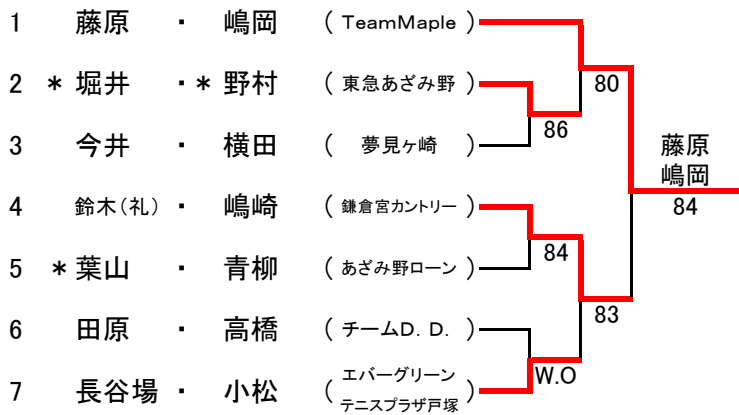 1 藤原 ・ 嶋岡 ( TeamMaple )
80
2 * 堀井 ・* 野村 ( 東急あざみ野 )
86
3 今井 ・ 横田 ( 夢見ヶ崎 )
藤原
嶋岡
84
4 鈴木(礼) ・ 嶋崎 ( 鎌倉宮カントリー )
84
5 * 葉山 ・ 青柳 ( あざみ野ローン )
83
6 田原 ・ 高橋 ( チームD. D. )
W.O
7 長谷場 ・ 小松 ( エバーグリーン
テニスプラザ戸塚 )